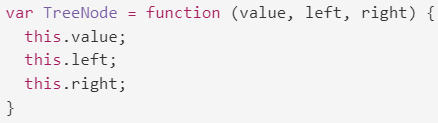 var TreeNode = function (value, left, right) {
  this.value;
  this.left;
  this.right;
}